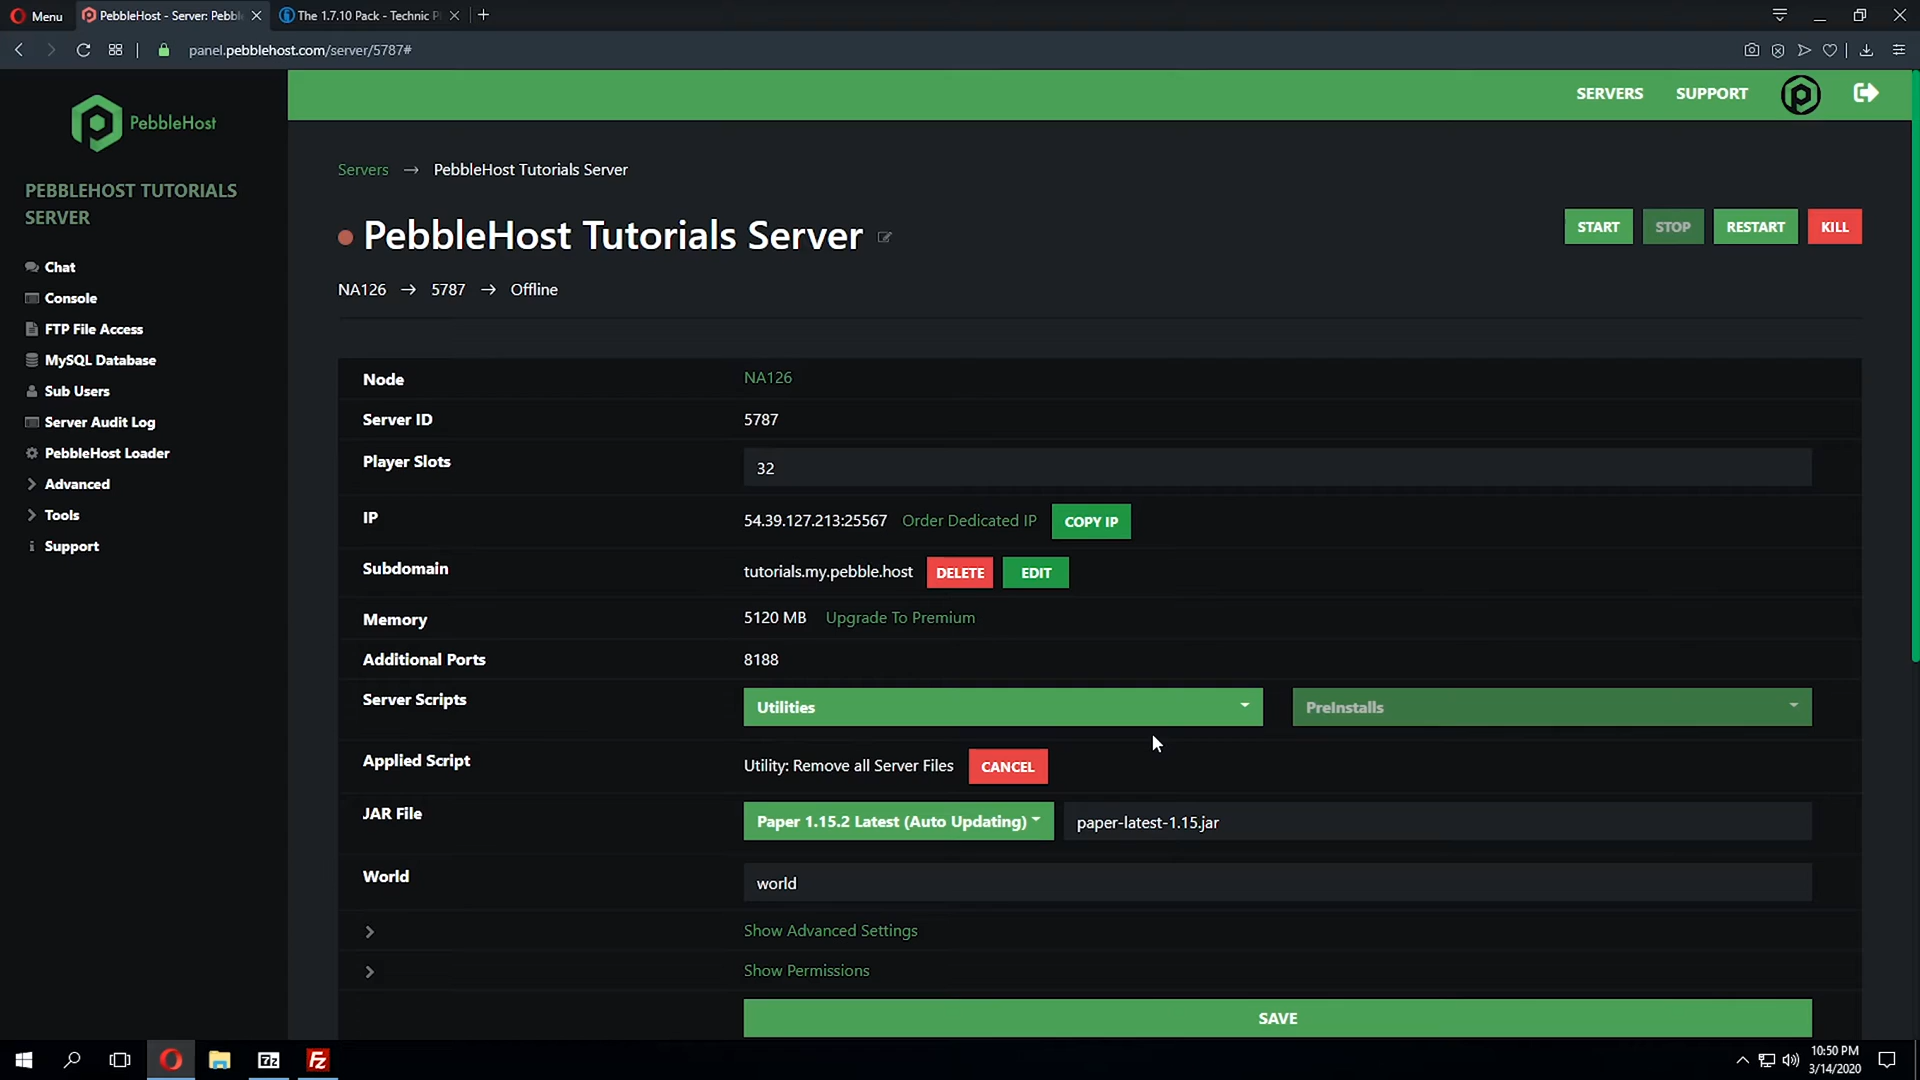 Menu
PebbleHost - Server: Pebbl
The 1.7.10 Pack - Technic P
panel.pebblehost.com/server/5787#
PebbleHost
SERVERS
SUPPORT
PEBBLEHOST TUTORIALS
SERVER
Chat
Console
FTP File Access
MySQL Database
Sub Users
Server Audit Log
PebbleHost Loader
Advanced
Tools
Support
Servers → PebbleHost Tutorials Server
PebbleHost Tutorials Server
START
STOP
RESTART
KILL
NA126 → 5787 → Offline
Node NA126
Server ID 5787
Player Slots 32
IP 54.39.127.213:25567 Order Dedicated IP COPY IP
Subdomain tutorials.my.pebble.host DELETE EDIT
Memory 5120 MB Upgrade To Premium
Additional Ports 8188
Server Scripts Utilities PreInstalls
Applied Script Utility: Remove all Server Files CANCEL
JAR File Paper 1.15.2 Latest (Auto Updating) paper-latest-1.15.jar
World world
Show Advanced Settings
Show Permissions
SAVE
7z
Fz
10:50 PM
3/14/2020